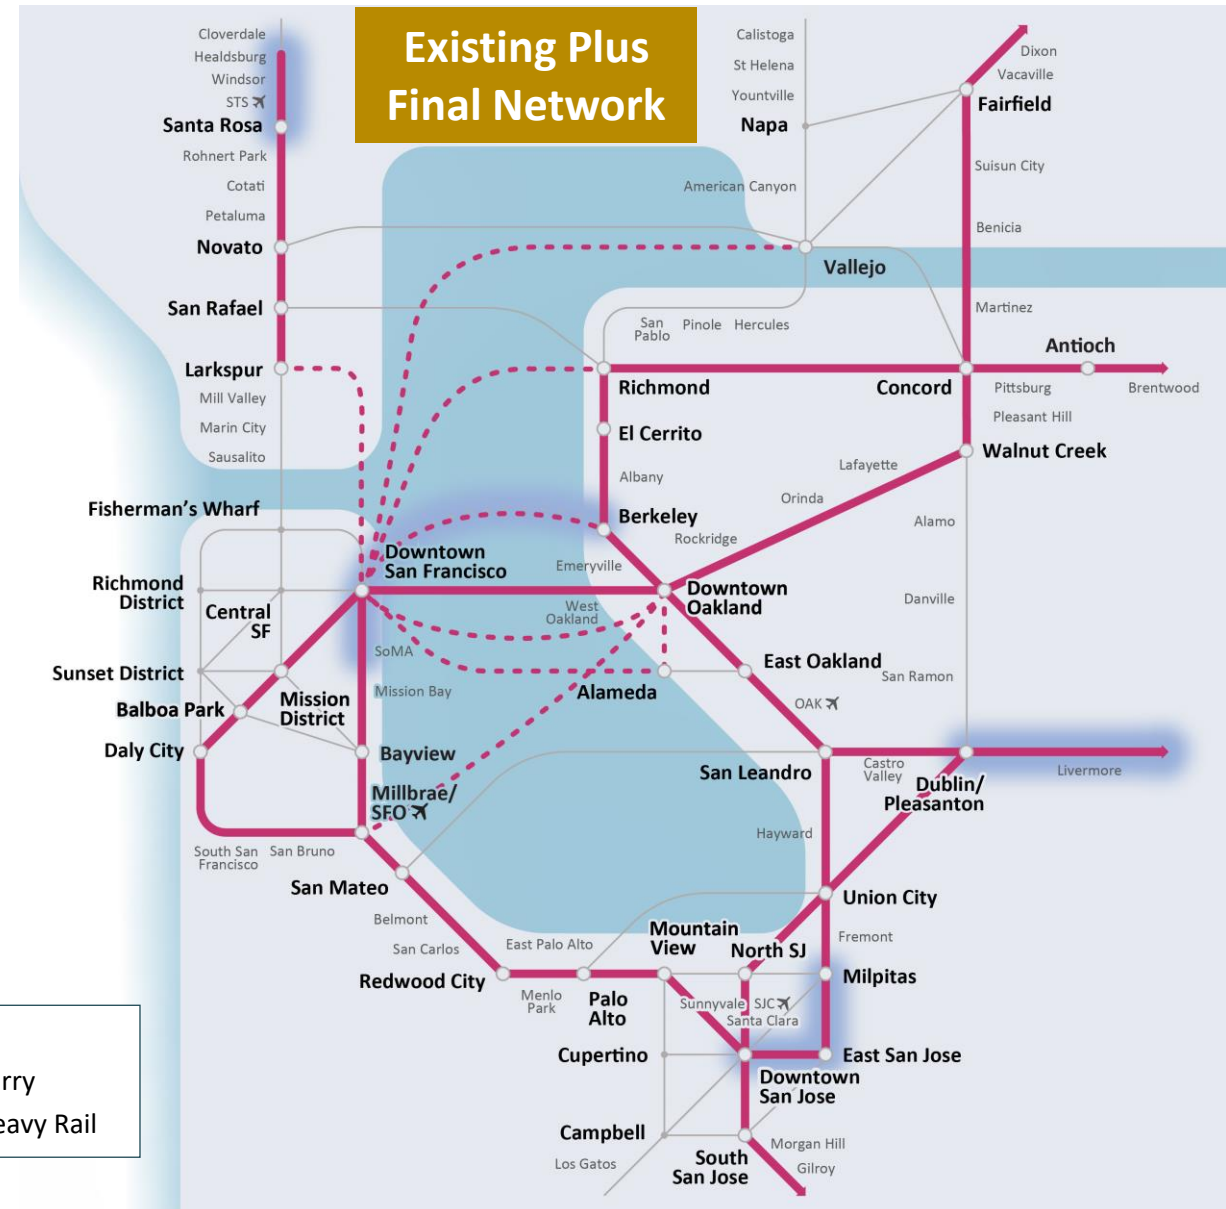 Existing Plus
Final Network
Cloverdale
Healdsburg
Windsor
STS
Santa Rosa
Rohnert Park
Cotati
Petaluma
Novato
San Rafael
Larkspur
Mill Valley
Marin City
Sausalito
Calistoga
St Helena
Yountville
Napa
American Canyon
Vallejo
Dixon
Vacaville
Fairfield
Suisun City
Benicia
Martinez
San
Pablo
Pinole
Hercules
Richmond
Concord
Antioch
Pittsburg
Brentwood
Pleasant Hill
El Cerrito
Walnut Creek
Albany
Lafayette
Orinda
Berkeley
Rockridge
Alamo
Emeryville
Fisherman's Wharf
Downtown
San Francisco
Richmond
District
Central
SF
West
Oakland
Downtown
Oakland
Danville
SoMA
Sunset District
Mission Bay
Alameda
East Oakland
San Ramon
Balboa Park
Mission
District
OAK
Daly City
Bayview
San Leandro
Castro
Valley
Dublin/
Pleasanton
Livermore
Millbrae/
SFO
South San
Francisco
San Bruno
Hayward
San Mateo
Union City
Belmont
San Carlos
East Palo Alto
Mountain
View
North SJ
Fremont
Redwood City
Menlo
Park
Palo
Alto
Sunnyvale
SJC
Santa Clara
Milpitas
Cupertino
East San Jose
Downtown
San Jose
Campbell
Los Gatos
South
San Jose
Morgan Hill
Gilroy
rry
eavy Rail